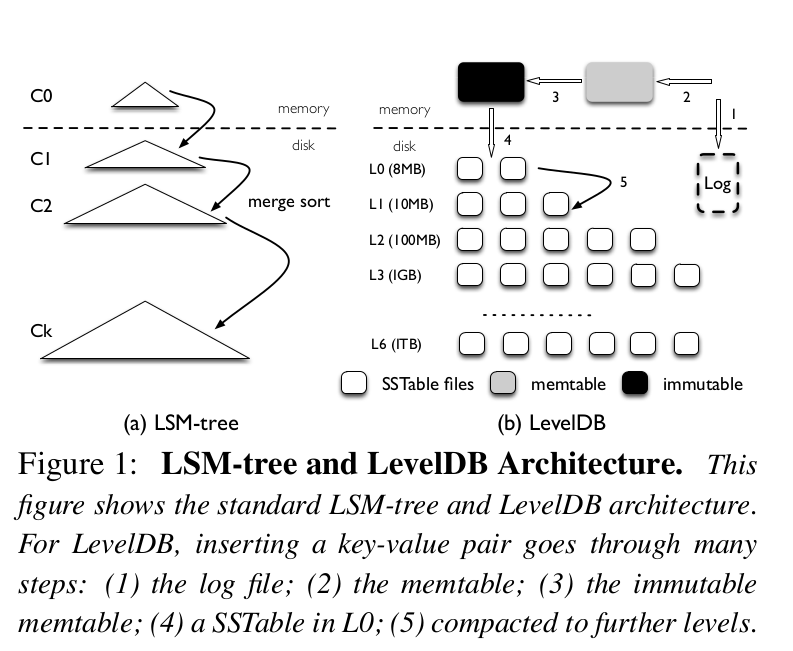 C0
memory
disk
C1
C2
merge sort
Ck
(a) LSM-tree
memory
disk
3
2
1
4
Log
L0 (8MB)
5
L1 (10MB)
L2 (100MB)
L3 (1GB)
L6 (1TB)
SSTable files
memtable
immutable
(b) LevelDB
Figure 1: LSM-tree and LevelDB Architecture. This
figure shows the standard LSM-tree and LevelDB architecture.
For LevelDB, inserting a key-value pair goes through many
steps: (1) the log file; (2) the memtable; (3) the immutable
memtable; (4) a SSTable in L0; (5) compacted to further levels.